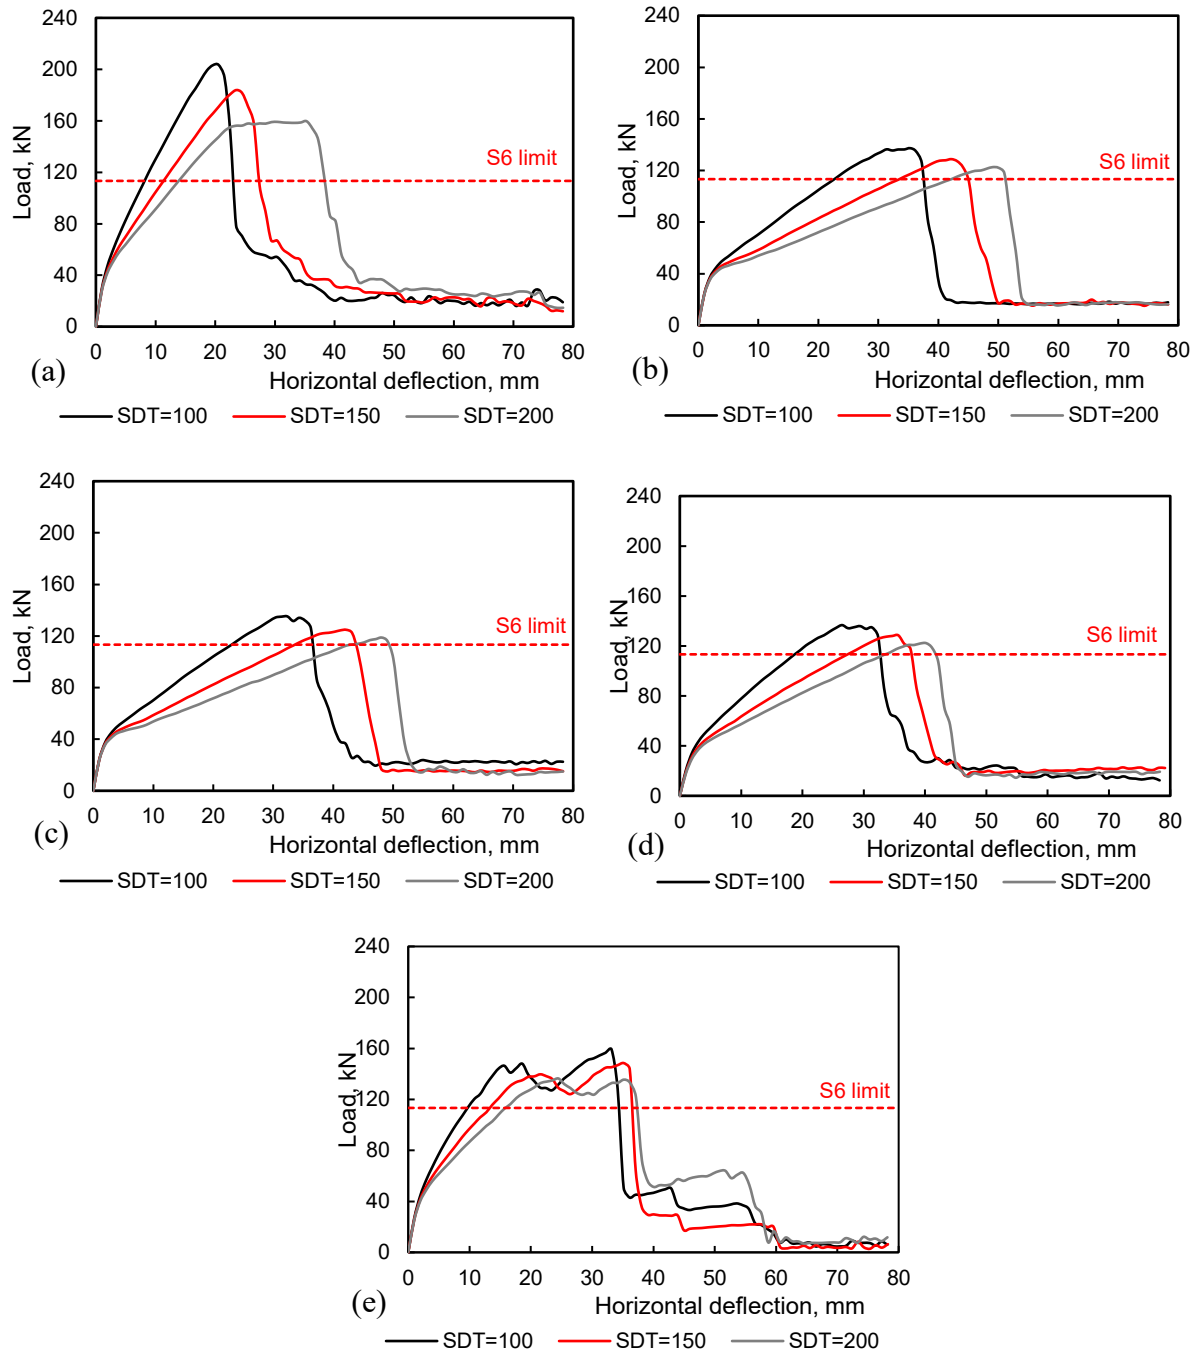 240
200
160
120
80
40
0
Load, kN
S6 limit
0 10 20 30 40 50 60 70 80
Horizontal deflection, mm
(a)
SDT=100 SDT=150 SDT=200
240
200
160
120
80
40
0
Load, kN
S6 limit
0 10 20 30 40 50 60 70 80
Horizontal deflection, mm
(b)
SDT=100 SDT=150 SDT=200
240
200
160
120
80
40
0
Load, kN
S6 limit
0 10 20 30 40 50 60 70 80
Horizontal deflection, mm
(c)
SDT=100 SDT=150 SDT=200
240
200
160
120
80
40
0
Load, kN
S6 limit
0 10 20 30 40 50 60 70 80
Horizontal deflection, mm
(d)
SDT=100 SDT=150 SDT=200
240
200
160
120
80
40
0
Load, kN
S6 limit
0 10 20 30 40 50 60 70 80
Horizontal deflection, mm
(e)
SDT=100 SDT=150 SDT=200